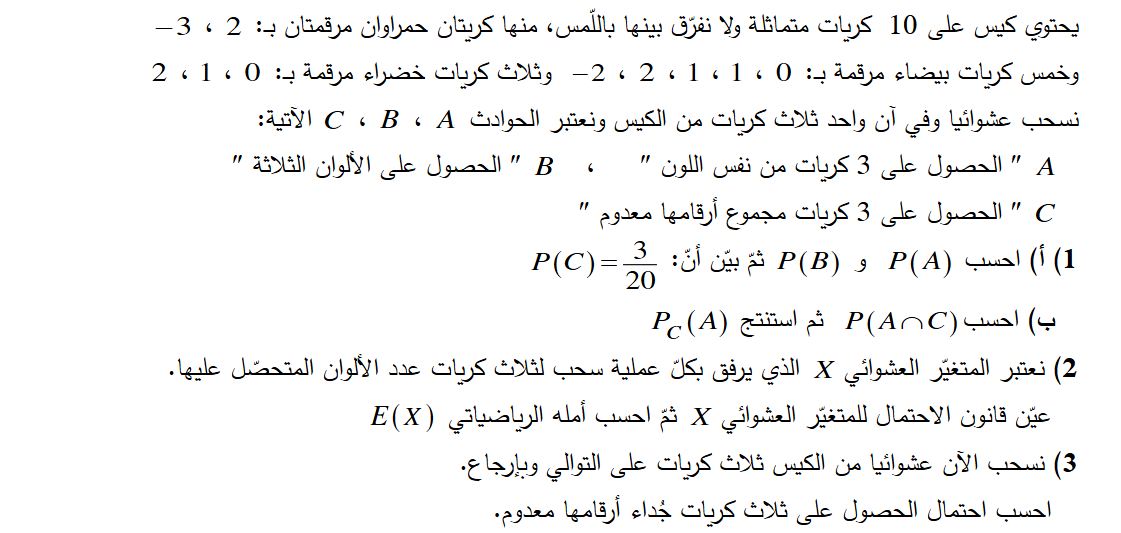 يحتوي كيس على 10 كريات متماثلة ولا نفرّق بينها باللّمس، منها كريتان حمراوان مرقمتان بـ: 2 ، 3−
وخمس كريات بيضاء مرقمة بـ: 0 ، 1 ، 1 ، 2 ، 2− وثلاث كريات خضراء مرقمة بـ: 0 ، 1 ، 2
نسحب عشوائيا وفي آن واحد ثلاث كريات من الكيس ونعتبر الحوادث A ، B ، C الآتية:
A " الحصول على 3 كريات من نفس اللون " ، B " الحصول على الألوان الثلاثة "
C " الحصول على 3 كريات مجموع أرقامها معدوم "
1) أ) احسب P(A) و P(B) ثمّ بيّن أنّ: P(C)=3/20
ب) احسب P(A∩C) ثم استنتج P_C(A)
2) نعتبر المتغيّر العشوائي X الذي يرفق بكلّ عملية سحب لثلاث كريات عدد الألوان المتحصّل عليها.
عيّن قانون الاحتمال للمتغيّر العشوائي X ثمّ احسب أمله الرياضياتي E(X)
3) نسحب الآن عشوائيا من الكيس ثلاث كريات على التوالي وبإرجاع.
احسب احتمال الحصول على ثلاث كريات جُداء أرقامها معدوم.